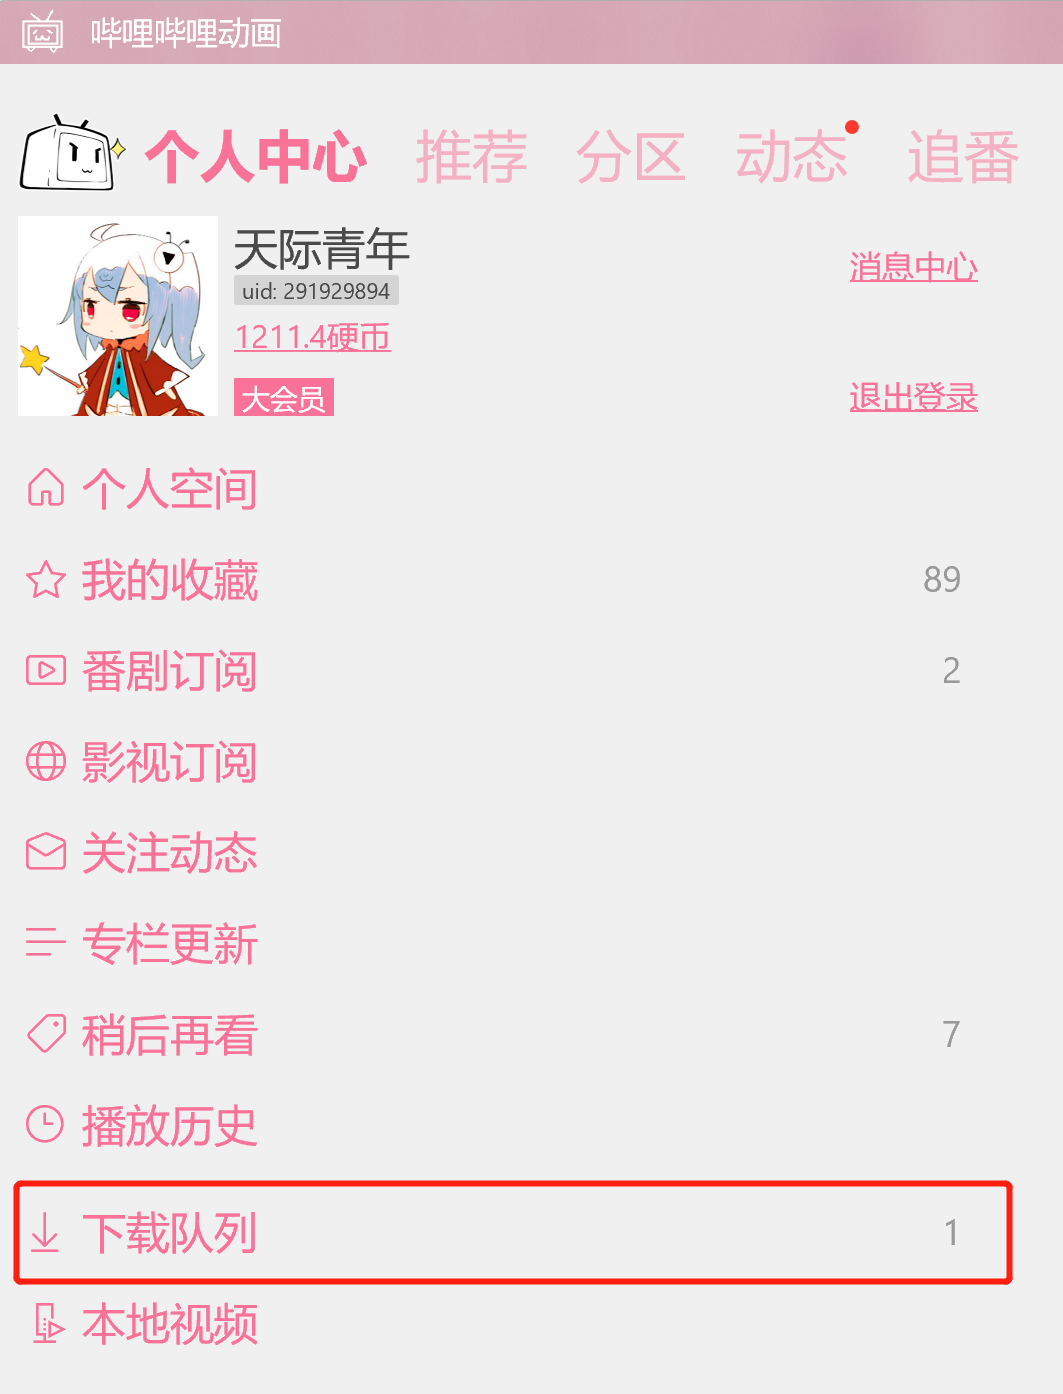 哔哩哔哩动画
个人中心 推荐 分区 动态 追番
天际青年
uid: 291929894
消息中心
1211.4硬币
大会员
退出登录
个人空间
我的收藏 89
番剧订阅 2
影视订阅
关注动态
专栏更新
稍后再看 7
播放历史
下载队列 1
本地视频